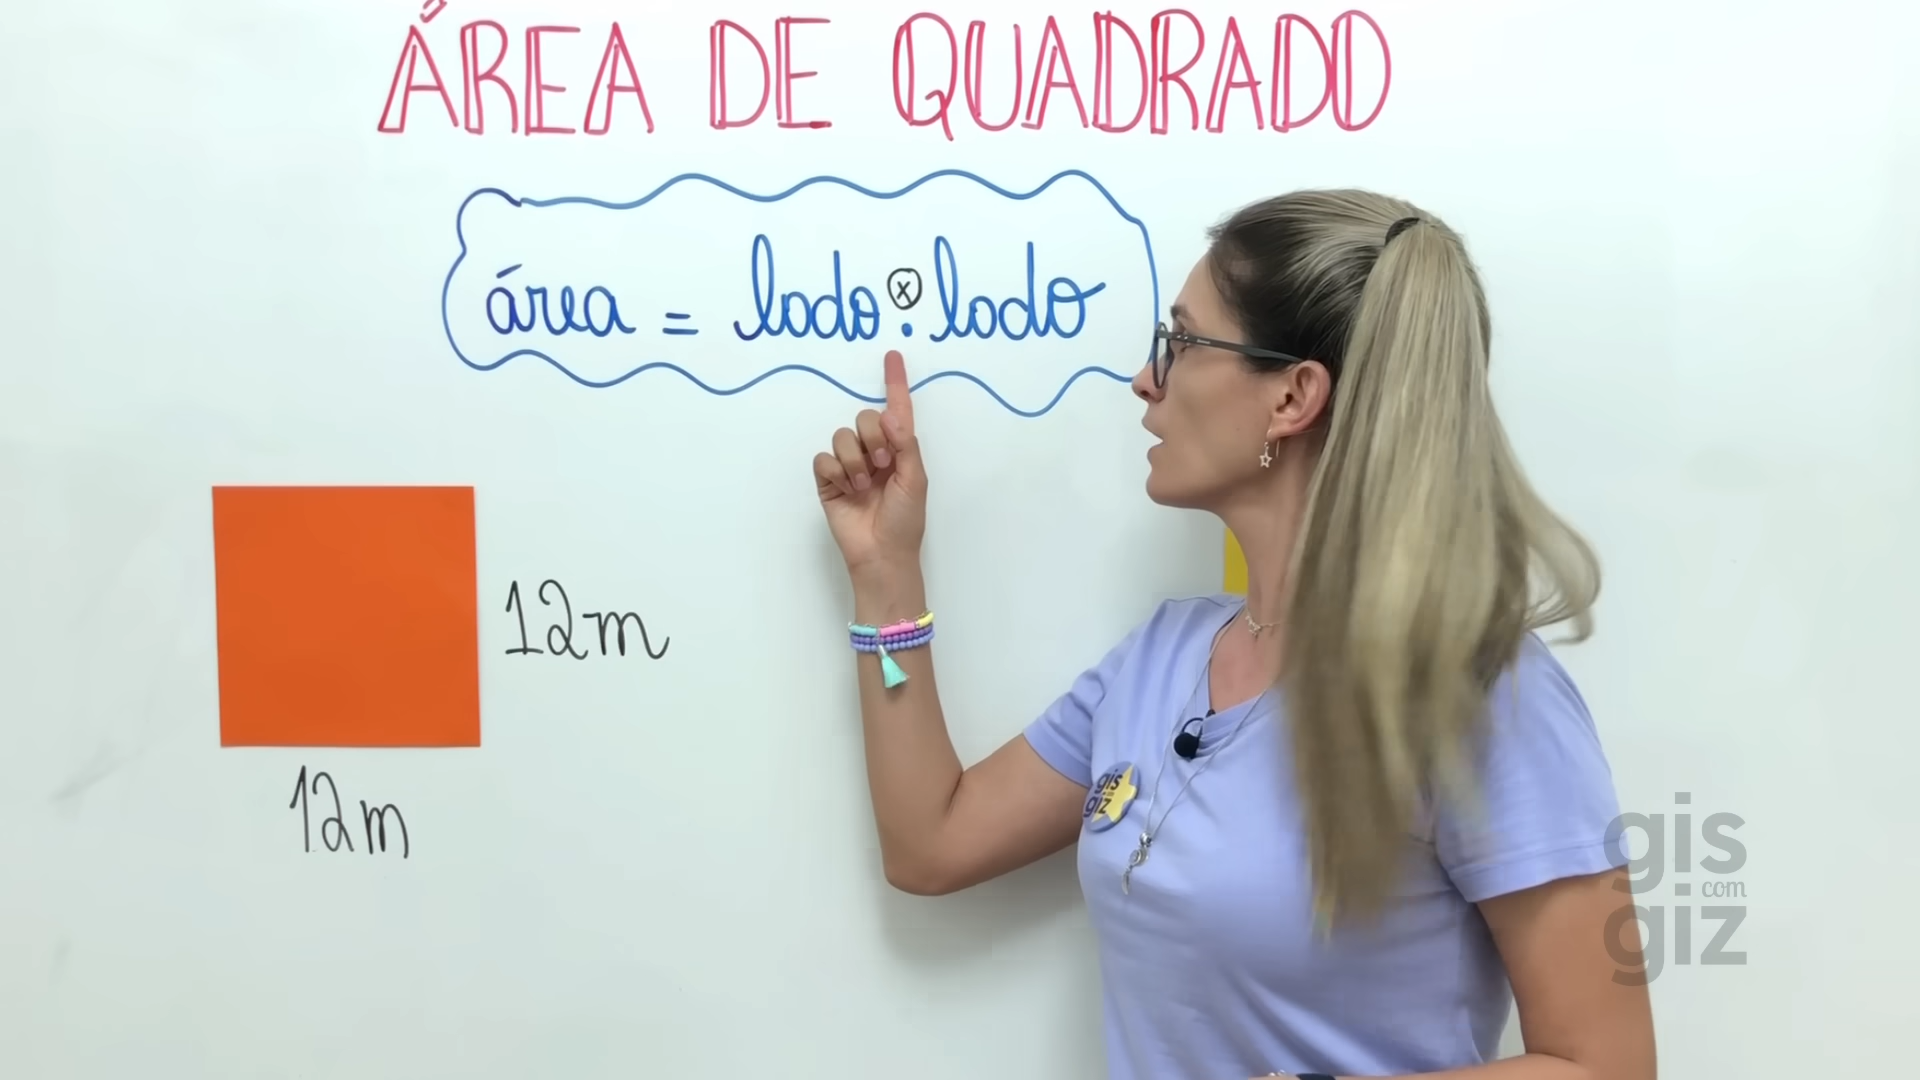 ÁREA DE QUADRADO
área = lado . lado
x
12m
12m
gis
giz
gis
com
giz